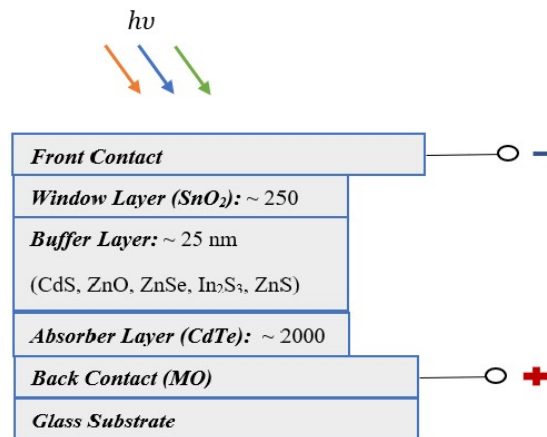 hυ
Front Contact
Window Layer (SnO₂): ~ 250
Buffer Layer: ~ 25 nm
(CdS, ZnO, ZnSe, In₂S₃, ZnS)
Absorber Layer (CdTe): ~ 2000
Back Contact (MO)
Glass Substrate